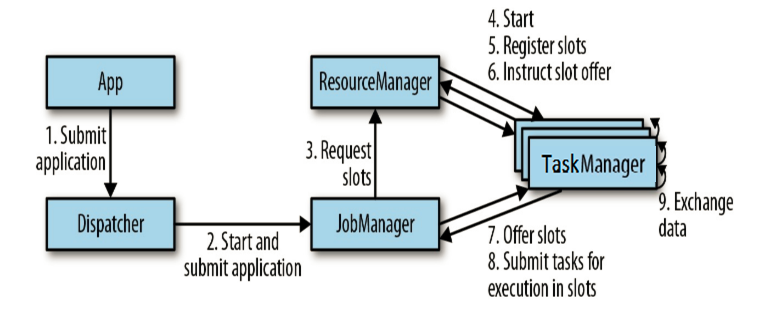 4. Start
5. Register slots
6. Instruct slot offer
App
ResourceManager
1. Submit
application
3. Request
slots
TaskManager
9. Exchange
data
Dispatcher
JobManager
2. Start and
submit application
7. Offer slots
8. Submit tasks for
execution in slots